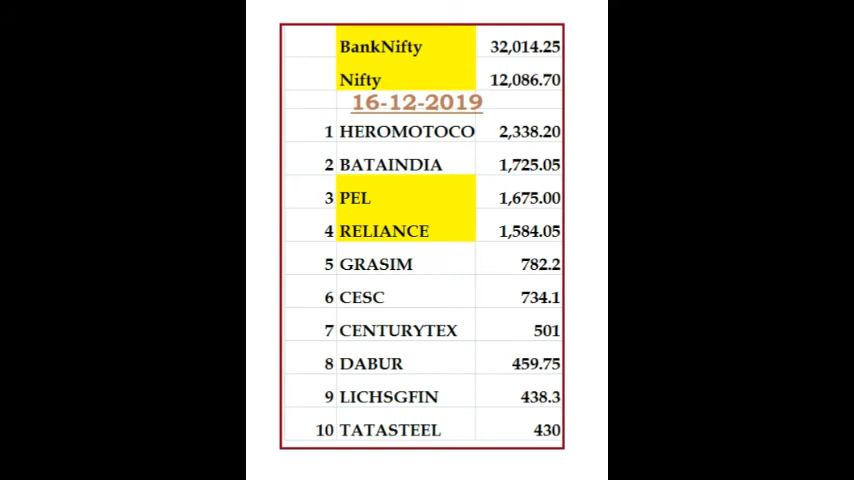 BankNifty 32,014.25
Nifty 12,086.70
16-12-2019
1 HEROMOTOCO 2,338.20
2 BATAINDIA 1,725.05
3 PEL 1,675.00
4 RELIANCE 1,584.05
5 GRASIM 782.2
6 CESC 734.1
7 CENTURYTEX 501
8 DABUR 459.75
9 LICHSGFIN 438.3
10 TATASTEEL 430